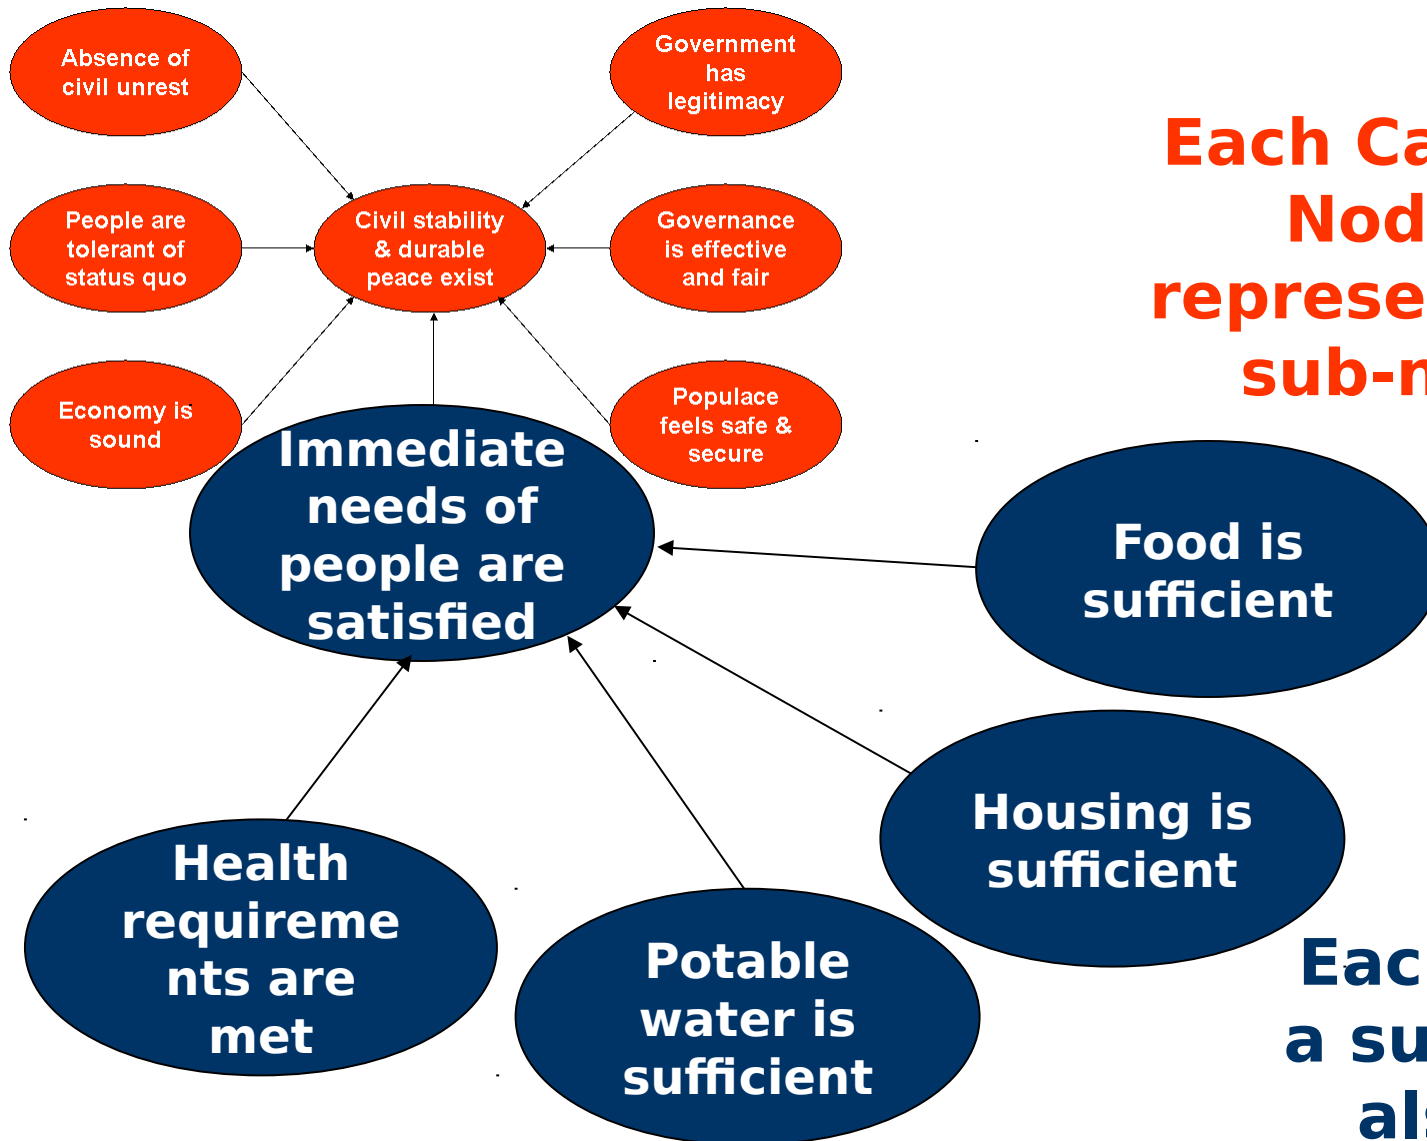 Absence of
civil unrest
Government
has
legitimacy
People are
tolerant of
status quo
Civil stability
& durable
peace exist
Governance
is effective
and fair
Economy is
sound
Populace
feels safe &
secure
Each Ca
Nod
represe
sub-n
Immediate
needs of
people are
satisfied
Food is
sufficient
Housing is
sufficient
Health
requireme
nts are
met
Potable
water is
sufficient
Eac
a su
als